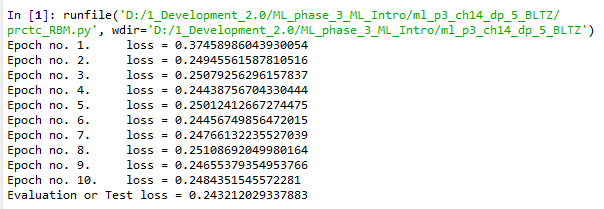 In [1]: runfile('D:/1_Development_2.0/ML_phase_3_ML_Intro/ml_p3_ch14_dp_5_BLTZ/
prctc_RBM.py', wdir='D:/1_Development_2.0/ML_phase_3_ML_Intro/ml_p3_ch14_dp_5_BLTZ')
Epoch no. 1.     loss = 0.37458986043930054
Epoch no. 2.     loss = 0.24945561587810516
Epoch no. 3.     loss = 0.25079256296157837
Epoch no. 4.     loss = 0.24438756704330444
Epoch no. 5.     loss = 0.25012412667274475
Epoch no. 6.     loss = 0.24456749856472015
Epoch no. 7.     loss = 0.24766132235527039
Epoch no. 8.     loss = 0.25108692049980164
Epoch no. 9.     loss = 0.24655379354953766
Epoch no. 10.    loss = 0.2484351545572281
Evaluation or Test loss = 0.243212029337883